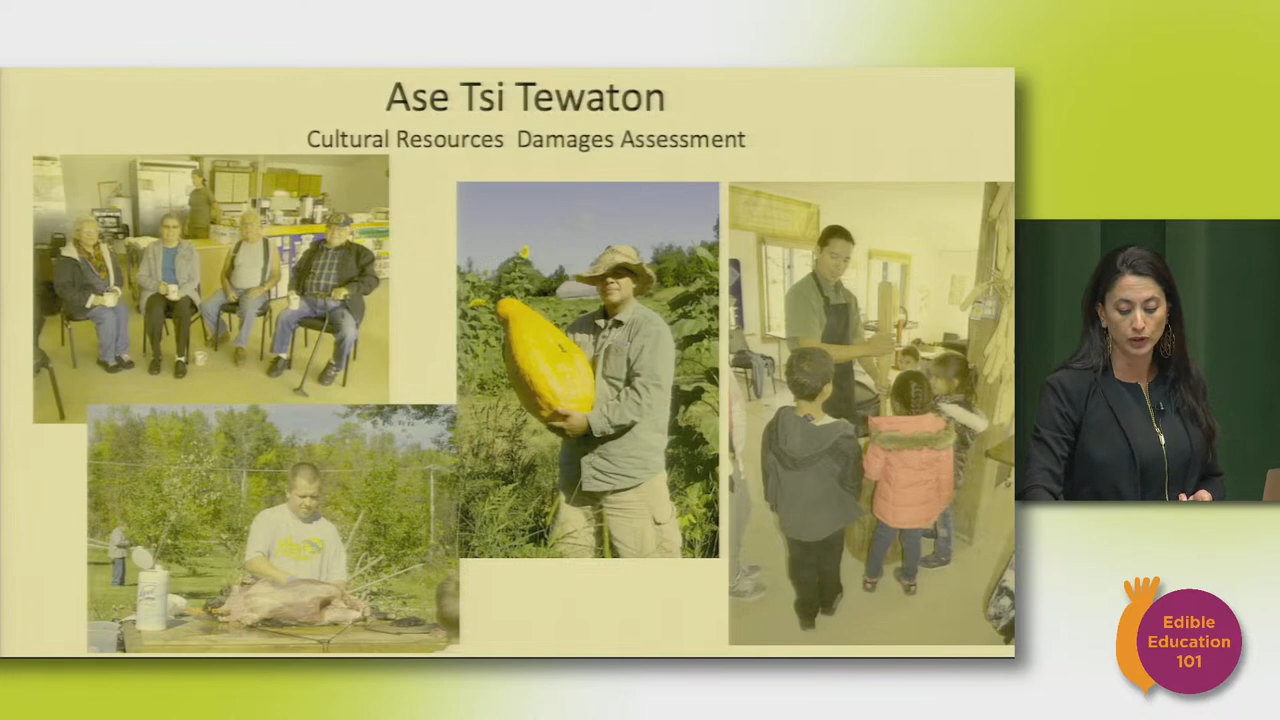 Ase Tsi Tewaton
Cultural Resources Damages Assessment
Edible
Education
101